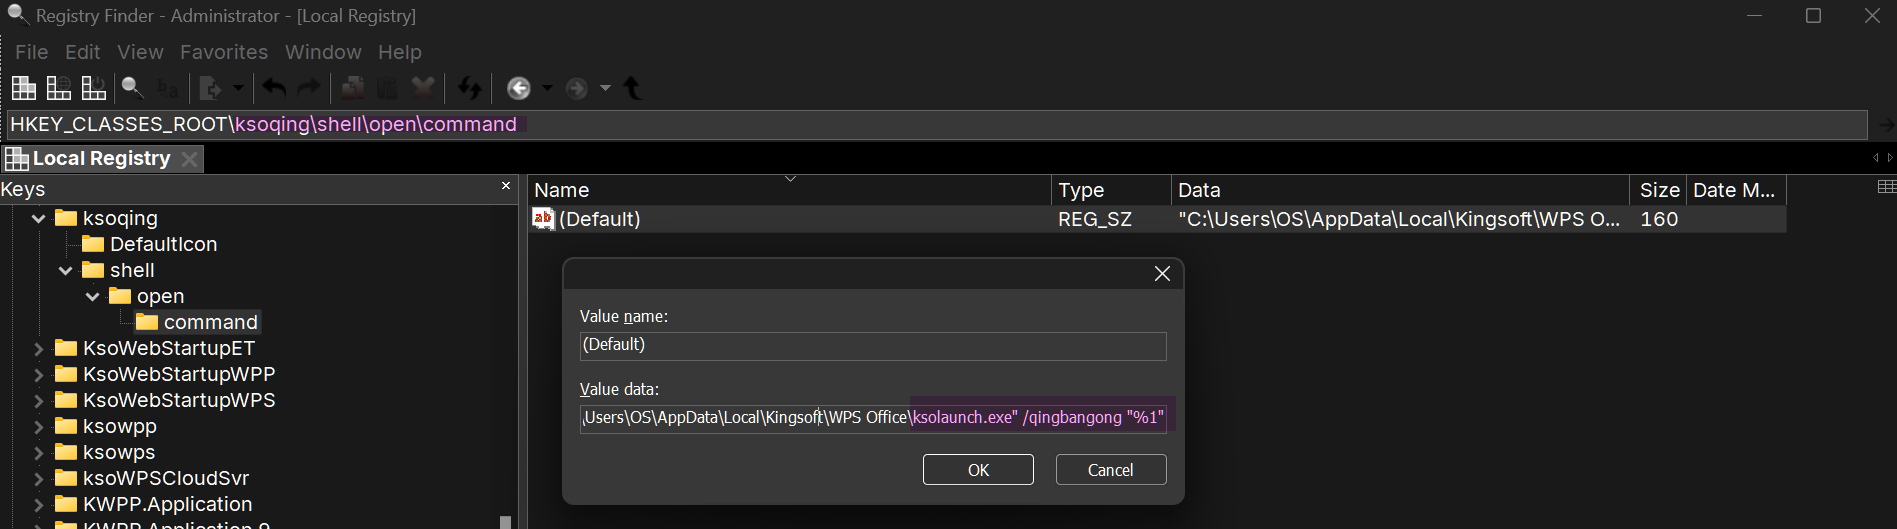 Registry Finder - Administrator - [Local Registry]
File Edit View Favorites Window Help
HKEY_CLASSES_ROOT\ksoqing\shell\open\command
Local Registry
Keys
Name Type Data Size Date M...
ksoqing
(Default) REG_SZ "C:\Users\OS\AppData\Local\Kingsoft\WPS O... 160
DefaultIcon
shell
open
command
KsoWebStartupET
KsoWebStartupWPP
KsoWebStartupWPS
ksowpp
ksowps
ksoWPSCloudSvr
KWPP.Application
KWPP.Application.9
Value name:
(Default)
Value data:
\Users\OS\AppData\Local\Kingsoft\WPS Office\ksolaunch.exe" /qingbangong "%1"
OK Cancel